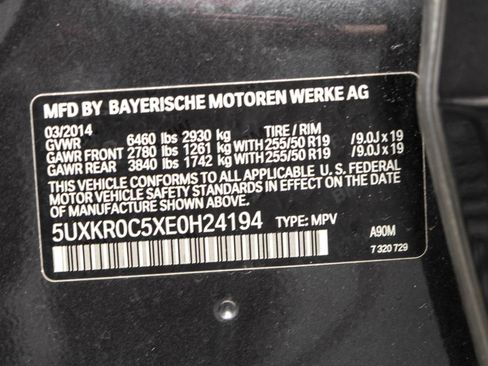 MFD BY BAYERISCHE MOTOREN WERKE AG
03/2014
GVWR 6460 lbs 2930 kg TIRE / RIM
GAWR FRONT 2780 lbs 1261 kg WITH 255/50 R19 / 9.0J x 19
GAWR REAR 3840 lbs 1742 kg WITH 255/50 R19 / 9.0J x 19
THIS VEHICLE CONFORMS TO ALL APPLICABLE U. S. FEDERAL
MOTOR VEHICLE SAFETY STANDARDS IN EFFECT ON THE DATE OF
MANUFACTURE SHOWN ABOVE.
5UXKR0C5XE0H24194 TYPE: MPV
A90M
7 320 729